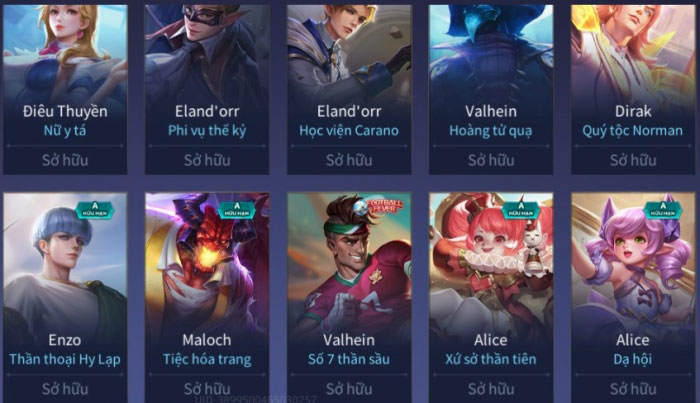 Điêu Thuyền
Nữ y tá
Sở hữu
Eland'orr
Phi vụ thế kỷ
Sở hữu
Eland'orr
Học viện Carano
Sở hữu
Valhein
Hoàng tử quạ
Sở hữu
Dirak
Quý tộc Norman
Sở hữu
A
HỮU HẠN
Enzo
Thần thoại Hy Lạp
Sở hữu
A
HỮU HẠN
Maloch
Tiệc hóa trang
Sở hữu
FOOTBALL
FEVER
Valhein
Số 7 thần sầu
Sở hữu
A
HỮU HẠN
Alice
Xứ sở thần tiên
Sở hữu
A
HỮU HẠN
Alice
Dạ hội
Sở hữu